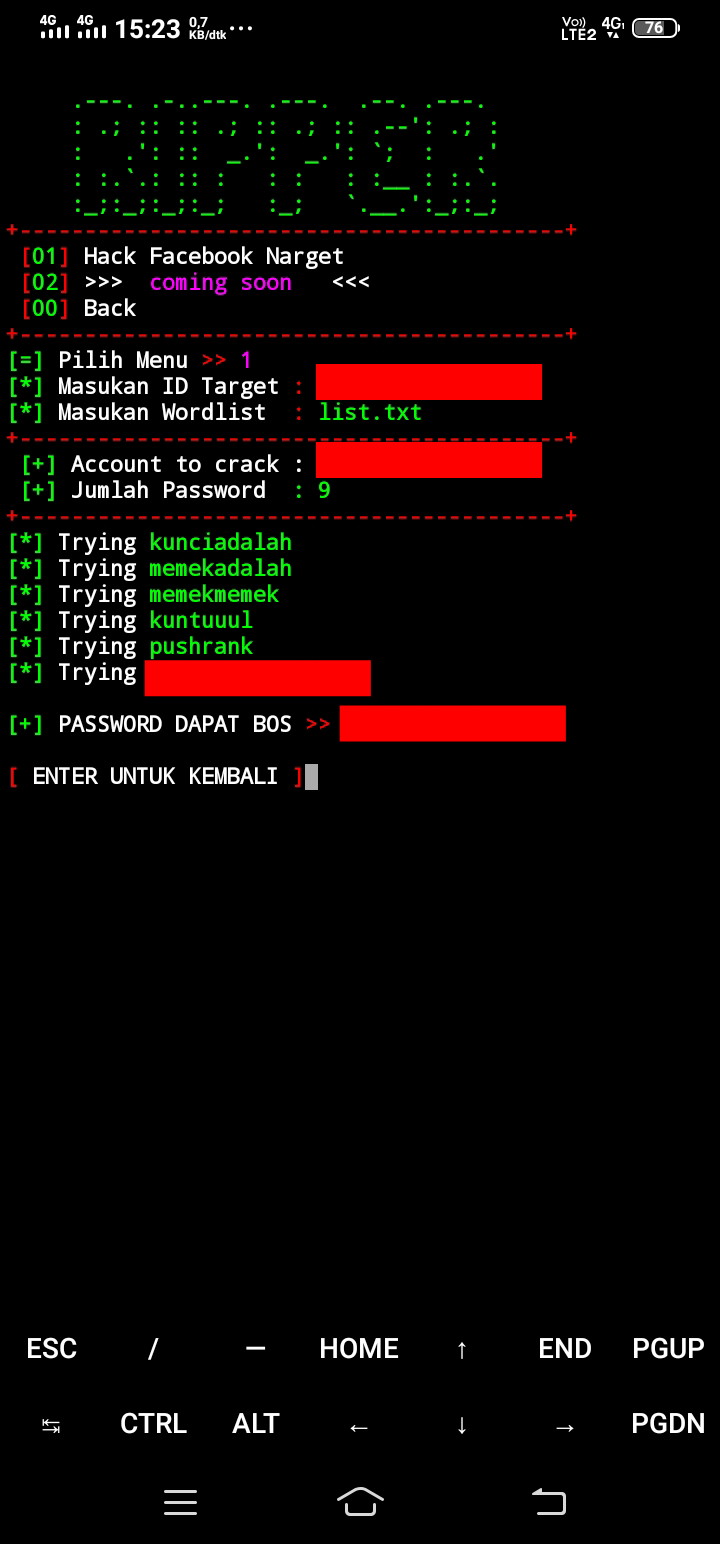 4G 4G 15:23 0,7 KB/dtk ... Vo)) LTE2 4G 76
RIPPER
+------------------------------------------+
[01] Hack Facebook Narget
[02] >>> coming soon <<<
[00] Back
+------------------------------------------+
[=] Pilih Menu >> 1
[*] Masukan ID Target :
[*] Masukan Wordlist : list.txt
+------------------------------------------+
[+] Account to crack :
[+] Jumlah Password : 9
+------------------------------------------+
[*] Trying kunciadalah
[*] Trying memekadalah
[*] Trying memekmemek
[*] Trying kuntuuul
[*] Trying pushrank
[*] Trying
[+] PASSWORD DAPAT BOS >>
[ ENTER UNTUK KEMBALI ]
ESC / — HOME ↑ END PGUP
↹ CTRL ALT ← ↓ → PGDN